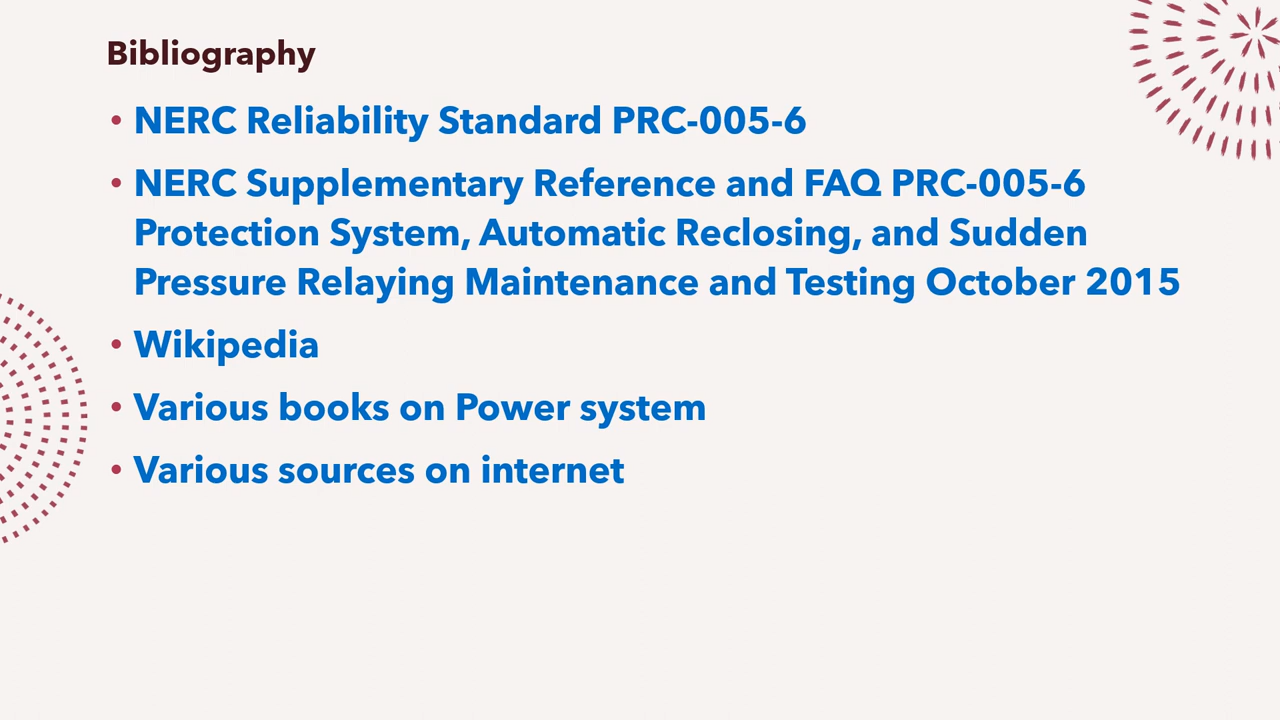 Bibliography
• NERC Reliability Standard PRC-005-6
• NERC Supplementary Reference and FAQ PRC-005-6
Protection System, Automatic Reclosing, and Sudden
Pressure Relaying Maintenance and Testing October 2015
• Wikipedia
• Various books on Power system
• Various sources on internet